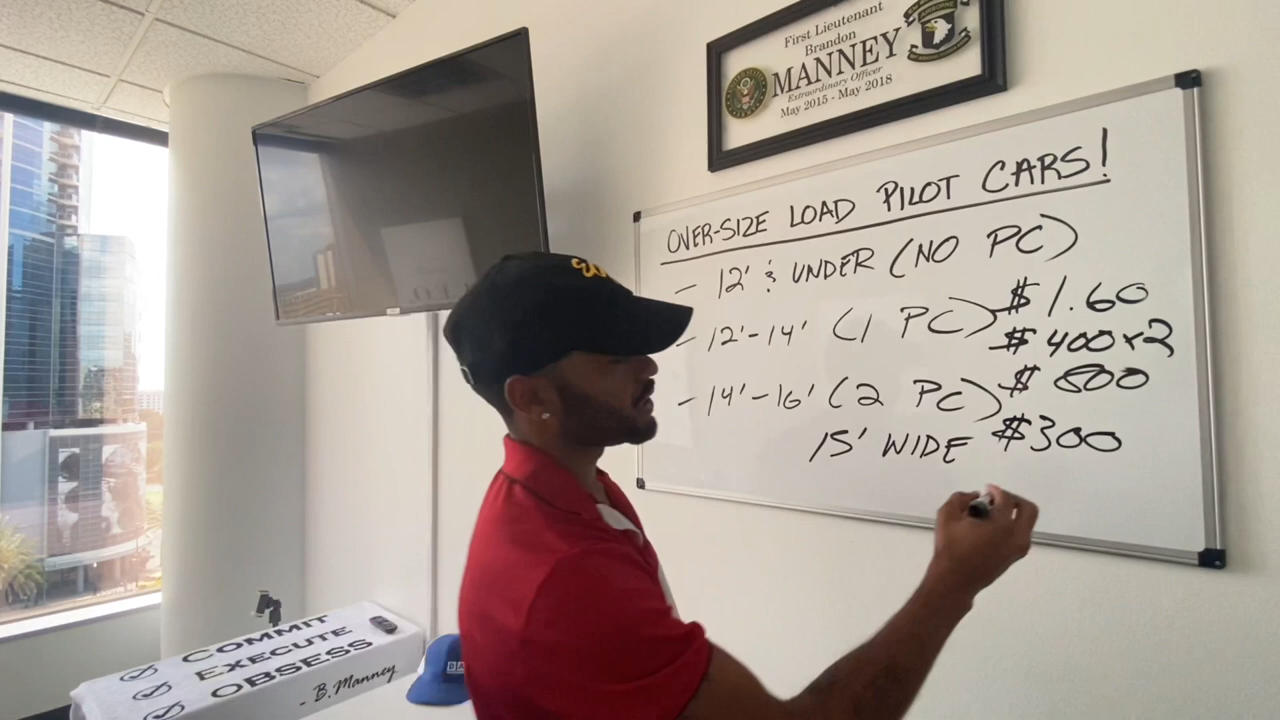 First Lieutenant
Brandon
MANNEY
Extraordinary Officer
May 2015 - May 2018
AIRBORNE
OVER-SIZE LOAD PILOT CARS!
- 12' & UNDER (NO PC)
- 12'-14' (1 PC) $1.60
$400x2
- 14'-16' (2 PC) $800
15' WIDE $300
COMMIT
EXECUTE
OBSESS
- B. Manney
BA